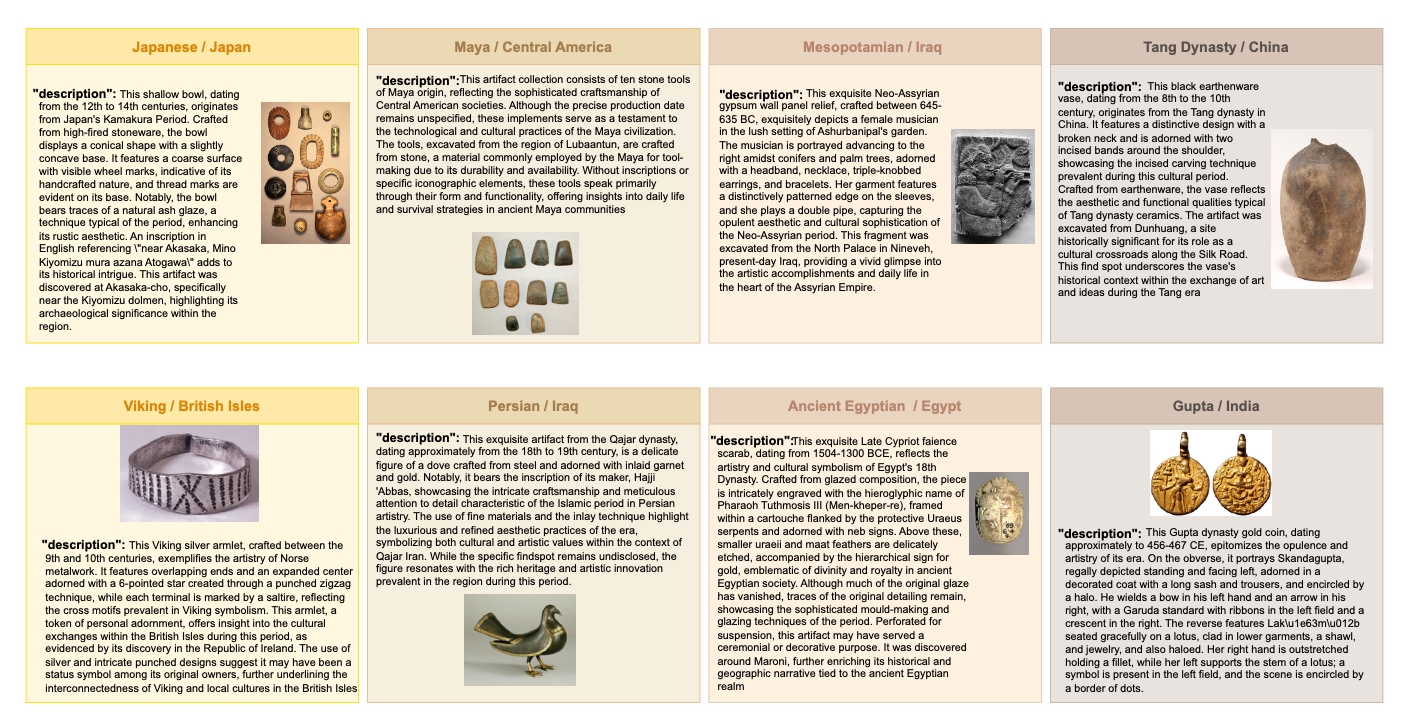 Japanese / Japan
"description": This shallow bowl, dating
from the 12th to 14th centuries, originates
from Japan's Kamakura Period. Crafted
from high-fired stoneware, the bowl
displays a conical shape with a slightly
concave base. It features a coarse surface
with visible wheel marks, indicative of its
handcrafted nature, and thread marks are
evident on its base. Notably, the bowl
bears traces of a natural ash glaze, a
technique typical of the period, enhancing
its rustic aesthetic. An inscription in
English referencing \"near Akasaka, Mino
Kiyomizu mura azana Atogawa\" adds to
its historical intrigue. This artifact was
discovered at Akasaka-cho, specifically
near the Kiyomizu dolmen, highlighting its
archaeological significance within the
region.
Maya / Central America
"description":This artifact collection consists of ten stone tools
of Maya origin, reflecting the sophisticated craftsmanship of
Central American societies. Although the precise production date
remains unspecified, these implements serve as a testament to
the technological and cultural practices of the Maya civilization.
The tools, excavated from the region of Lubaantun, are crafted
from stone, a material commonly employed by the Maya for tool-
making due to its durability and availability. Without inscriptions or
specific iconographic elements, these tools speak primarily
through their form and functionality, offering insights into daily life
and survival strategies in ancient Maya communities
Mesopotamian / Iraq
"description": This exquisite Neo-Assyrian
gypsum wall panel relief, crafted between 645-
635 BC, exquisitely depicts a female musician
in the lush setting of Ashurbanipal's garden.
The musician is portrayed advancing to the
right amidst conifers and palm trees, adorned
with a headband, necklace, triple-knobbed
earrings, and bracelets. Her garment features
a distinctively patterned edge on the sleeves,
and she plays a double pipe, capturing the
opulent aesthetic and cultural sophistication of
the Neo-Assyrian period. This fragment was
excavated from the North Palace in Nineveh,
present-day Iraq, providing a vivid glimpse into
the artistic accomplishments and daily life in
the heart of the Assyrian Empire.
Tang Dynasty / China
"description": This black earthenware
vase, dating from the 8th to the 10th
century, originates from the Tang dynasty in
China. It features a distinctive design with a
broken neck and is adorned with two
incised bands around the shoulder,
showcasing the incised carving technique
prevalent during this cultural period.
Crafted from earthenware, the vase reflects
the aesthetic and functional qualities typical
of Tang dynasty ceramics. The artifact was
excavated from Dunhuang, a site
historically significant for its role as a
cultural crossroads along the Silk Road.
This find spot underscores the vase's
historical context within the exchange of art
and ideas during the Tang era
Viking / British Isles
"description": This Viking silver armlet, crafted between the
9th and 10th centuries, exemplifies the artistry of Norse
metalwork. It features overlapping ends and an expanded center
adorned with a 6-pointed star created through a punched zigzag
technique, while each terminal is marked by a saltire, reflecting
the cross motifs prevalent in Viking symbolism. This armlet, a
token of personal adornment, offers insight into the cultural
exchanges within the British Isles during this period, as
evidenced by its discovery in the Republic of Ireland. The use of
silver and intricate punched designs suggest it may have been a
status symbol among its original owners, further underlining the
interconnectedness of Viking and local cultures in the British Isles
Persian / Iraq
"description": This exquisite artifact from the Qajar dynasty,
dating approximately from the 18th to 19th century, is a delicate
figure of a dove crafted from steel and adorned with inlaid garnet
and gold. Notably, it bears the inscription of its maker, Hajji
'Abbas, showcasing the intricate craftsmanship and meticulous
attention to detail characteristic of the Islamic period in Persian
artistry. The use of fine materials and the inlay technique highlight
the luxurious and refined aesthetic practices of the era,
symbolizing both cultural and artistic values within the context of
Qajar Iran. While the specific findspot remains undisclosed, the
figure resonates with the rich heritage and artistic innovation
prevalent in the region during this period.
Ancient Egyptian / Egypt
"description":This exquisite Late Cypriot faience
scarab, dating from 1504-1300 BCE, reflects the
artistry and cultural symbolism of Egypt's 18th
Dynasty. Crafted from glazed composition, the piece
is intricately engraved with the hieroglyphic name of
Pharaoh Tuthmosis III (Men-kheper-re), framed
within a cartouche flanked by the protective Uraeus
serpents and adorned with neb signs. Above these,
smaller uraeii and maat feathers are delicately
etched, accompanied by the hierarchical sign for
gold, emblematic of divinity and royalty in ancient
Egyptian society. Although much of the original glaze
has vanished, traces of the original detailing remain,
showcasing the sophisticated mould-making and
glazing techniques of the period. Perforated for
suspension, this artifact may have served a
ceremonial or decorative purpose. It was discovered
around Maroni, further enriching its historical and
geographic narrative tied to the ancient Egyptian
realm
Gupta / India
"description": This Gupta dynasty gold coin, dating
approximately to 456-467 CE, epitomizes the opulence and
artistry of its era. On the obverse, it portrays Skandagupta,
regally depicted standing and facing left, adorned in a
decorated coat with a long sash and trousers, and encircled by
a halo. He wields a bow in his left hand and an arrow in his
right, with a Garuda standard with ribbons in the left field and a
crescent in the right. The reverse features Lak\u1e63m\u012b
seated gracefully on a lotus, clad in lower garments, a shawl,
and jewelry, and also haloed. Her right hand is outstretched
holding a fillet, while her left supports the stem of a lotus; a
symbol is present in the left field, and the scene is encircled by
a border of dots.